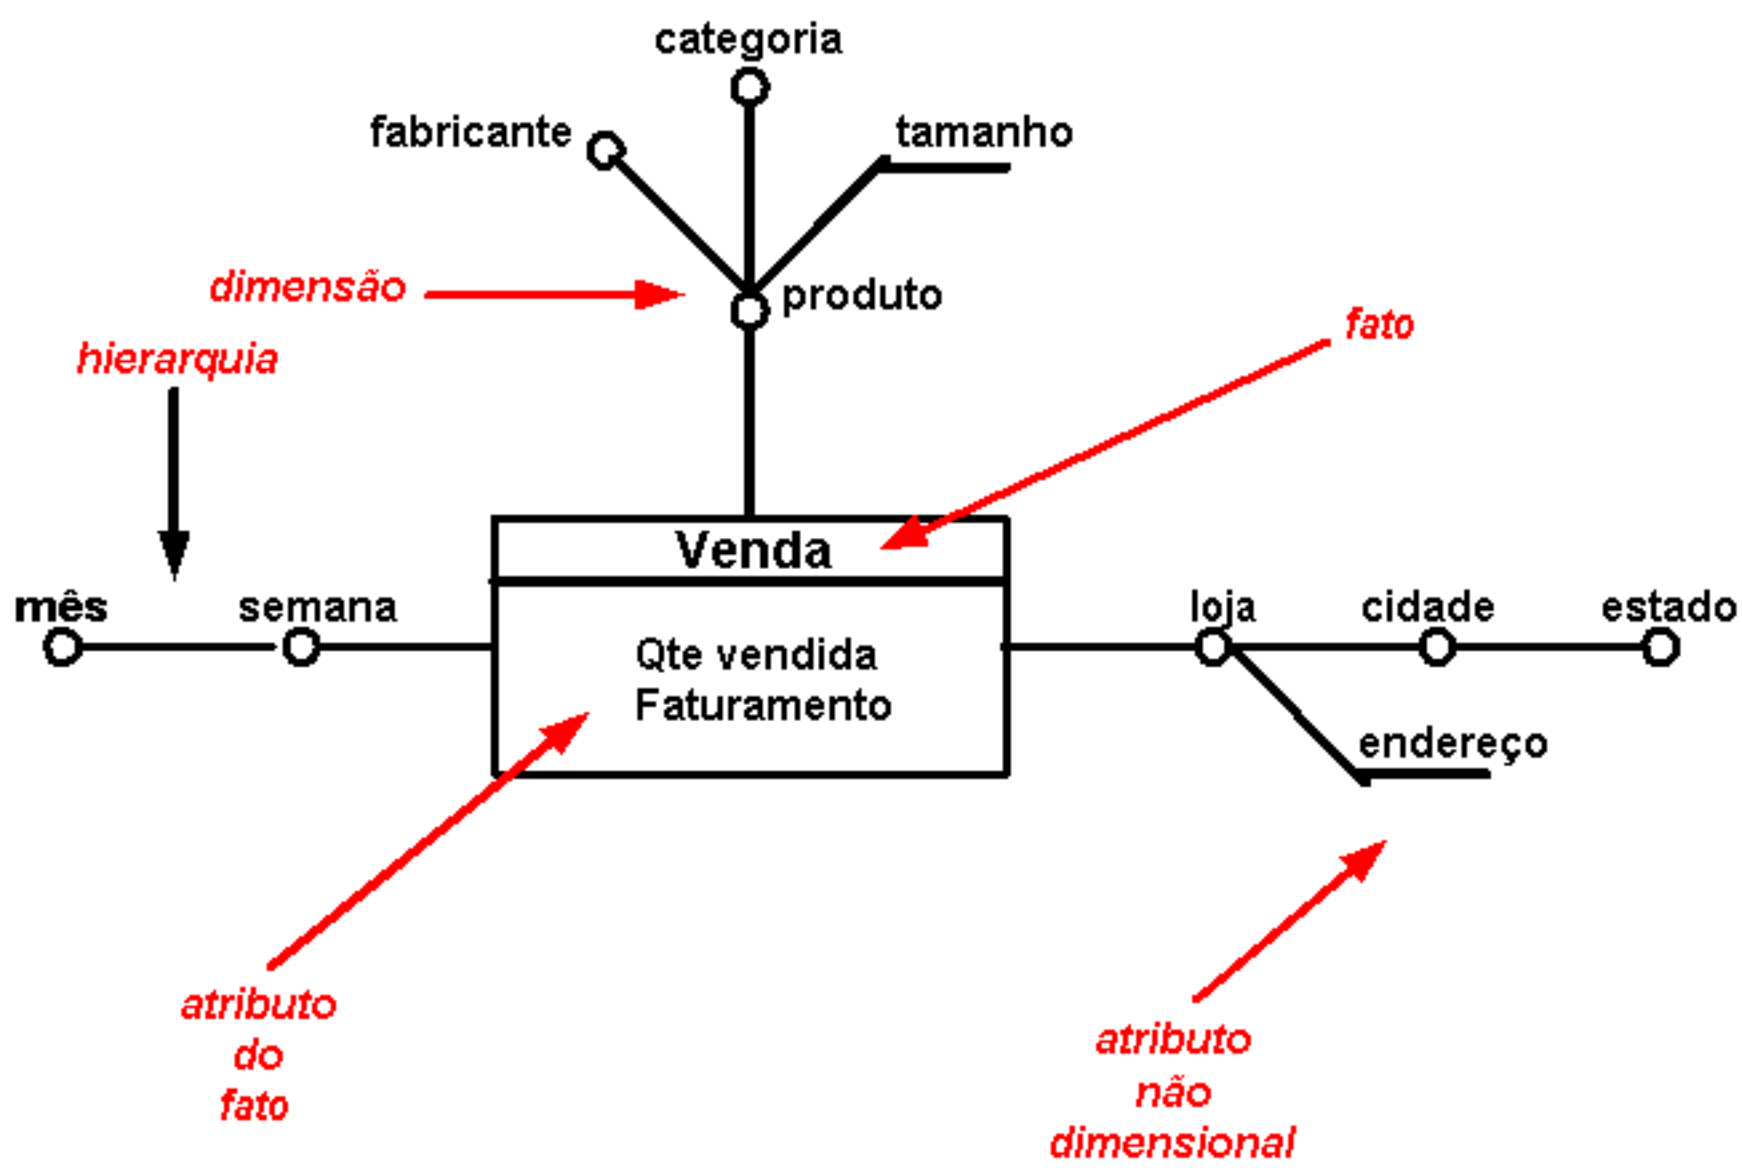 categoria
fabricante
tamanho
dimensão
produto
fato
hierarquia
Venda
mês
semana
loja
cidade
estado
Qte vendida
Faturamento
endereço
atributo
do
fato
atributo
não
dimensional